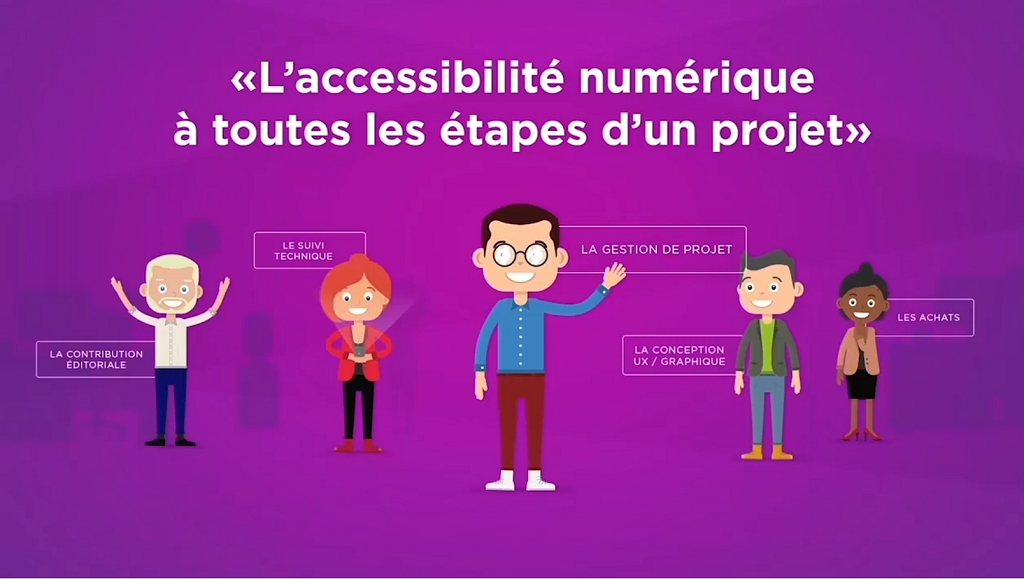 «L’accessibilité numérique
à toutes les étapes d’un projet»
LA CONTRIBUTION
ÉDITORIALE
LE SUIVI
TECHNIQUE
LA GESTION DE PROJET
LA CONCEPTION
UX / GRAPHIQUE
LES ACHATS